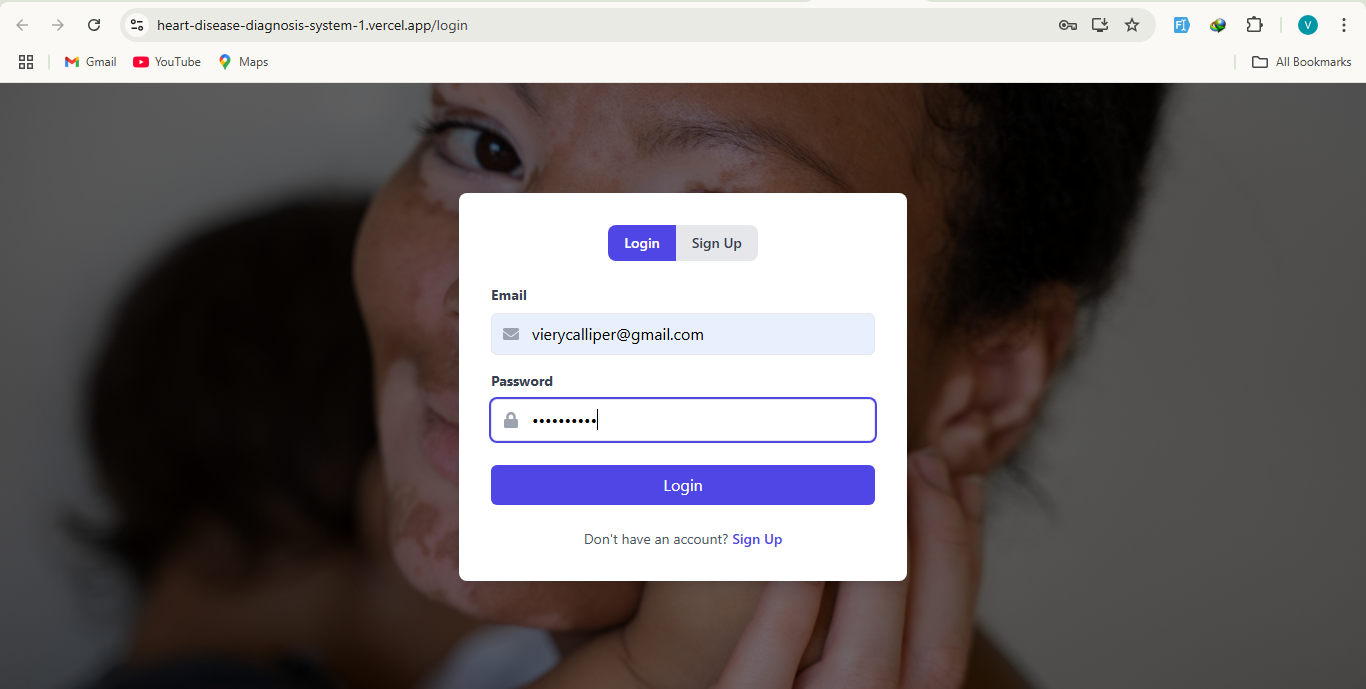 heart-disease-diagnosis-system-1.vercel.app/login
V
Gmail
YouTube
Maps
All Bookmarks
Login
Sign Up
Email
vierycalliper@gmail.com
Password
••••••••••
Login
Don't have an account? Sign Up